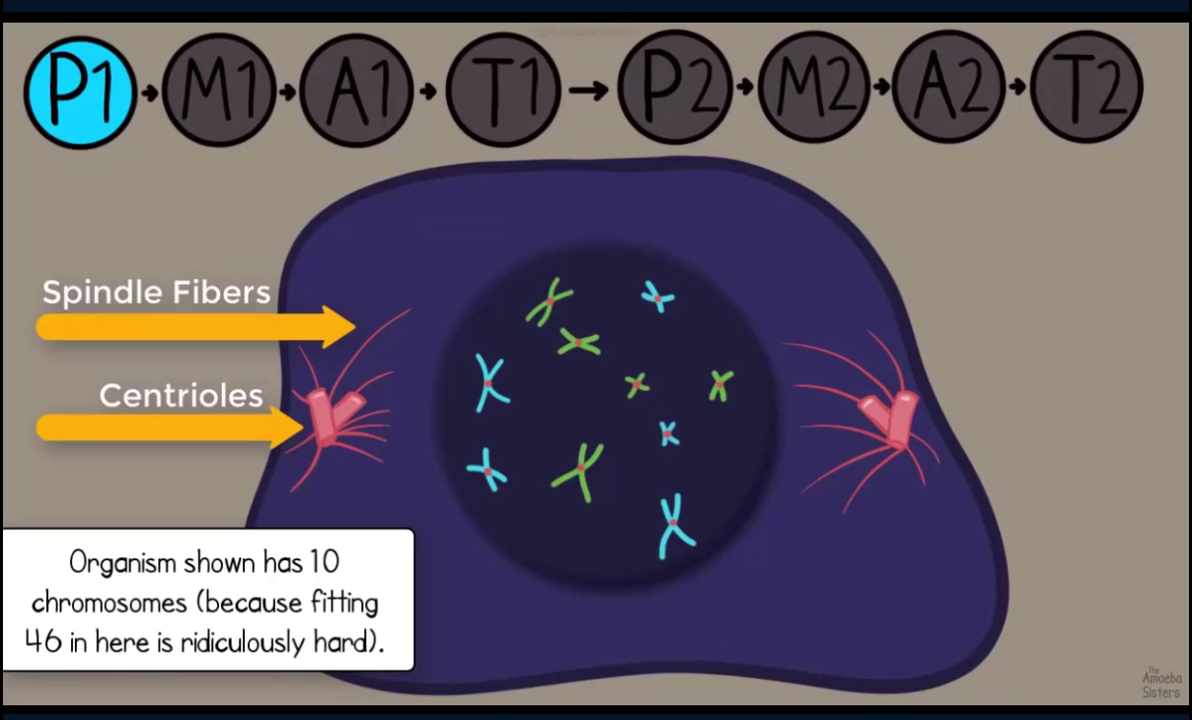 P1 M1 A1 T1 P2 M2 A2 T2
Spindle Fibers
Centrioles
Organism shown has 10
chromosomes (because fitting
46 in here is ridiculously hard).
The
Amoeba
Sisters